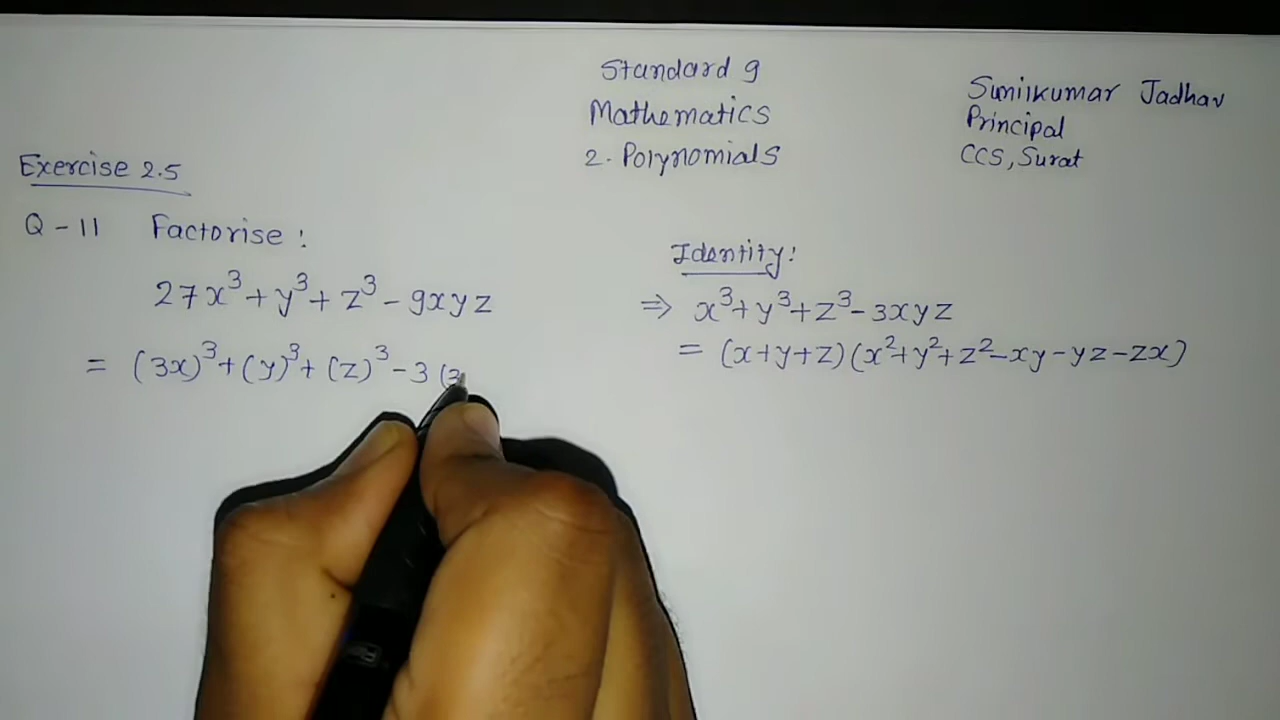 Standard 9
Mathematics
2. Polynomials
Sunilkumar Jadhav
Principal
CCS, Surat
Exercise 2.5
Q - 11 Factorise :
27x³ + y³ + z³ - 9xyz
= (3x)³ + (y)³ + (z)³ - 3 (3
Identity:
⇒ x³ + y³ + z³ - 3xyz
= (x+y+z)(x²+y²+z²-xy-yz-zx)